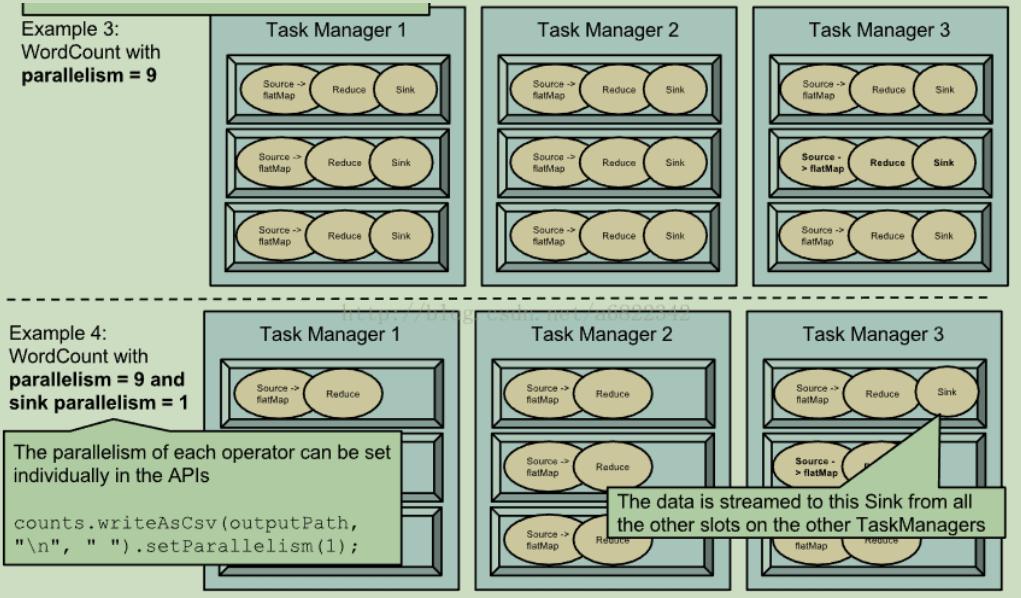 Example 3:
WordCount with
parallelism = 9
Task Manager 1
Source ->
flatMap
Reduce
Sink
Source ->
flatMap
Reduce
Sink
Source ->
flatMap
Reduce
Sink
Task Manager 2
Source ->
flatMap
Reduce
Sink
Source ->
flatMap
Reduce
Sink
Source ->
flatMap
Reduce
Sink
Task Manager 3
Source ->
flatMap
Reduce
Sink
Source -
> flatMap
Reduce
Sink
Source ->
flatMap
Reduce
Sink
http://blog.csdn.net/a6822342
Example 4:
WordCount with
parallelism = 9 and
sink parallelism = 1
The parallelism of each operator can be set
individually in the APIs
counts.writeAsCsv(outputPath,
"\n", " ").setParallelism(1);
Task Manager 1
Source ->
flatMap
Reduce
Task Manager 2
Source ->
flatMap
Reduce
Source ->
flatMap
Reduce
Source ->
flatMap
Task Manager 3
Source ->
flatMap
Reduce
Sink
Source -
> flatMap
The data is streamed to this Sink from all
the other slots on the other TaskManagers
flatMap
Reduce